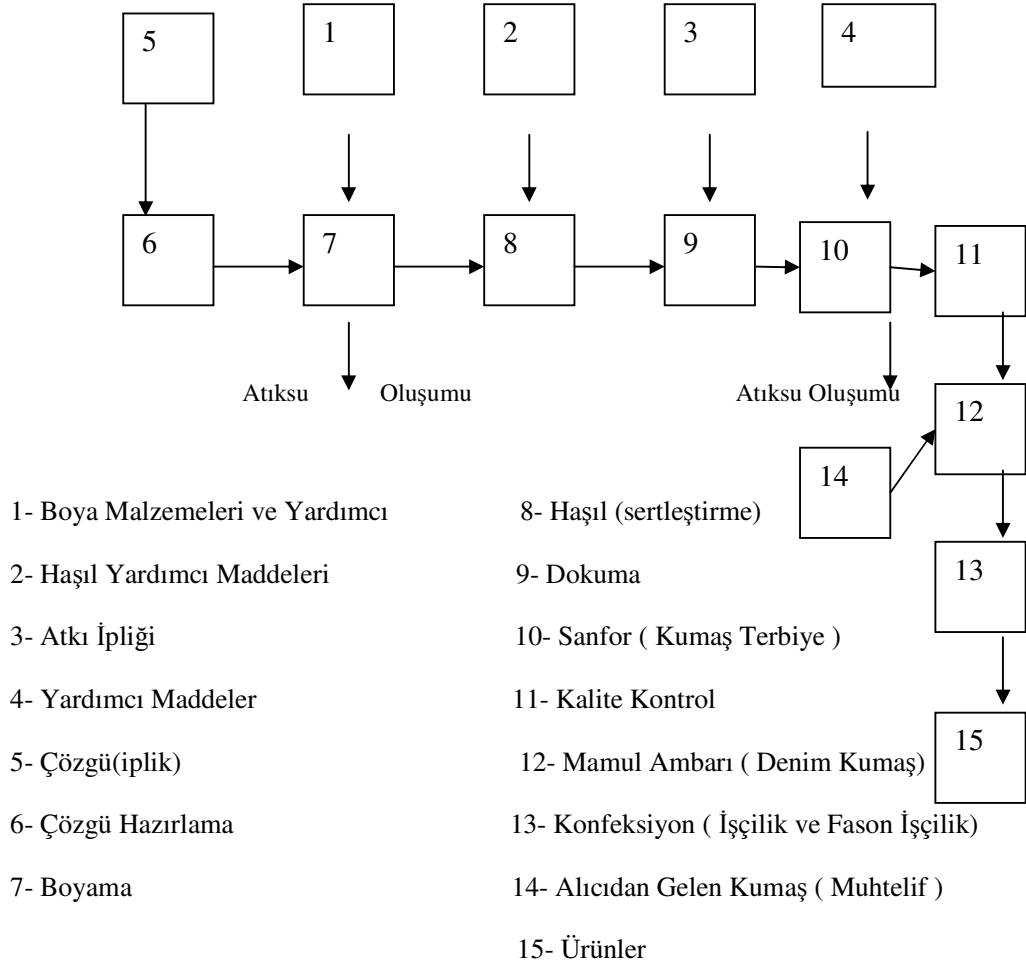 5
1
2
3
4
6
7
8
9
10
11
Atıksu Oluşumu
Atıksu Oluşumu
12
14
1- Boya Malzemeleri ve Yardımcı
2- Haşıl Yardımcı Maddeleri
3- Atkı İpliği
4- Yardımcı Maddeler
5- Çözgü(iplik)
6- Çözgü Hazırlama
7- Boyama
8- Haşıl (sertleştirme)
9- Dokuma
10- Sanfor ( Kumaş Terbiye )
11- Kalite Kontrol
12- Mamul Ambarı ( Denim Kumaş)
13- Konfeksiyon ( İşçilik ve Fason İşçilik)
14- Alıcıdan Gelen Kumaş ( Muhtelif )
15- Ürünler
13
15